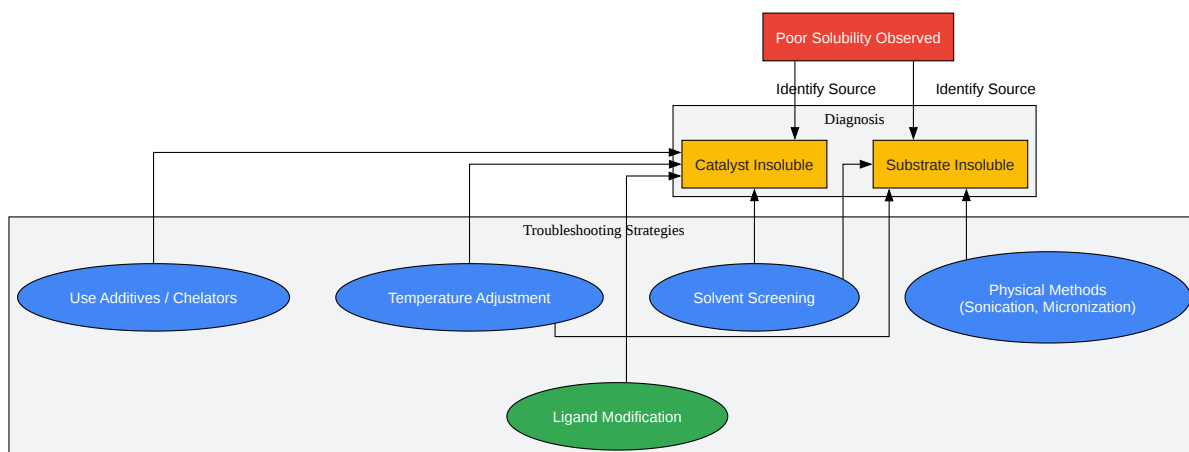 Poor Solubility Observed
Identify Source
Identify Source
Diagnosis
Catalyst Insoluble
Substrate Insoluble
Troubleshooting Strategies
Use Additives / Chelators
Temperature Adjustment
Solvent Screening
Physical Methods
(Sonication, Micronization)
Ligand Modification